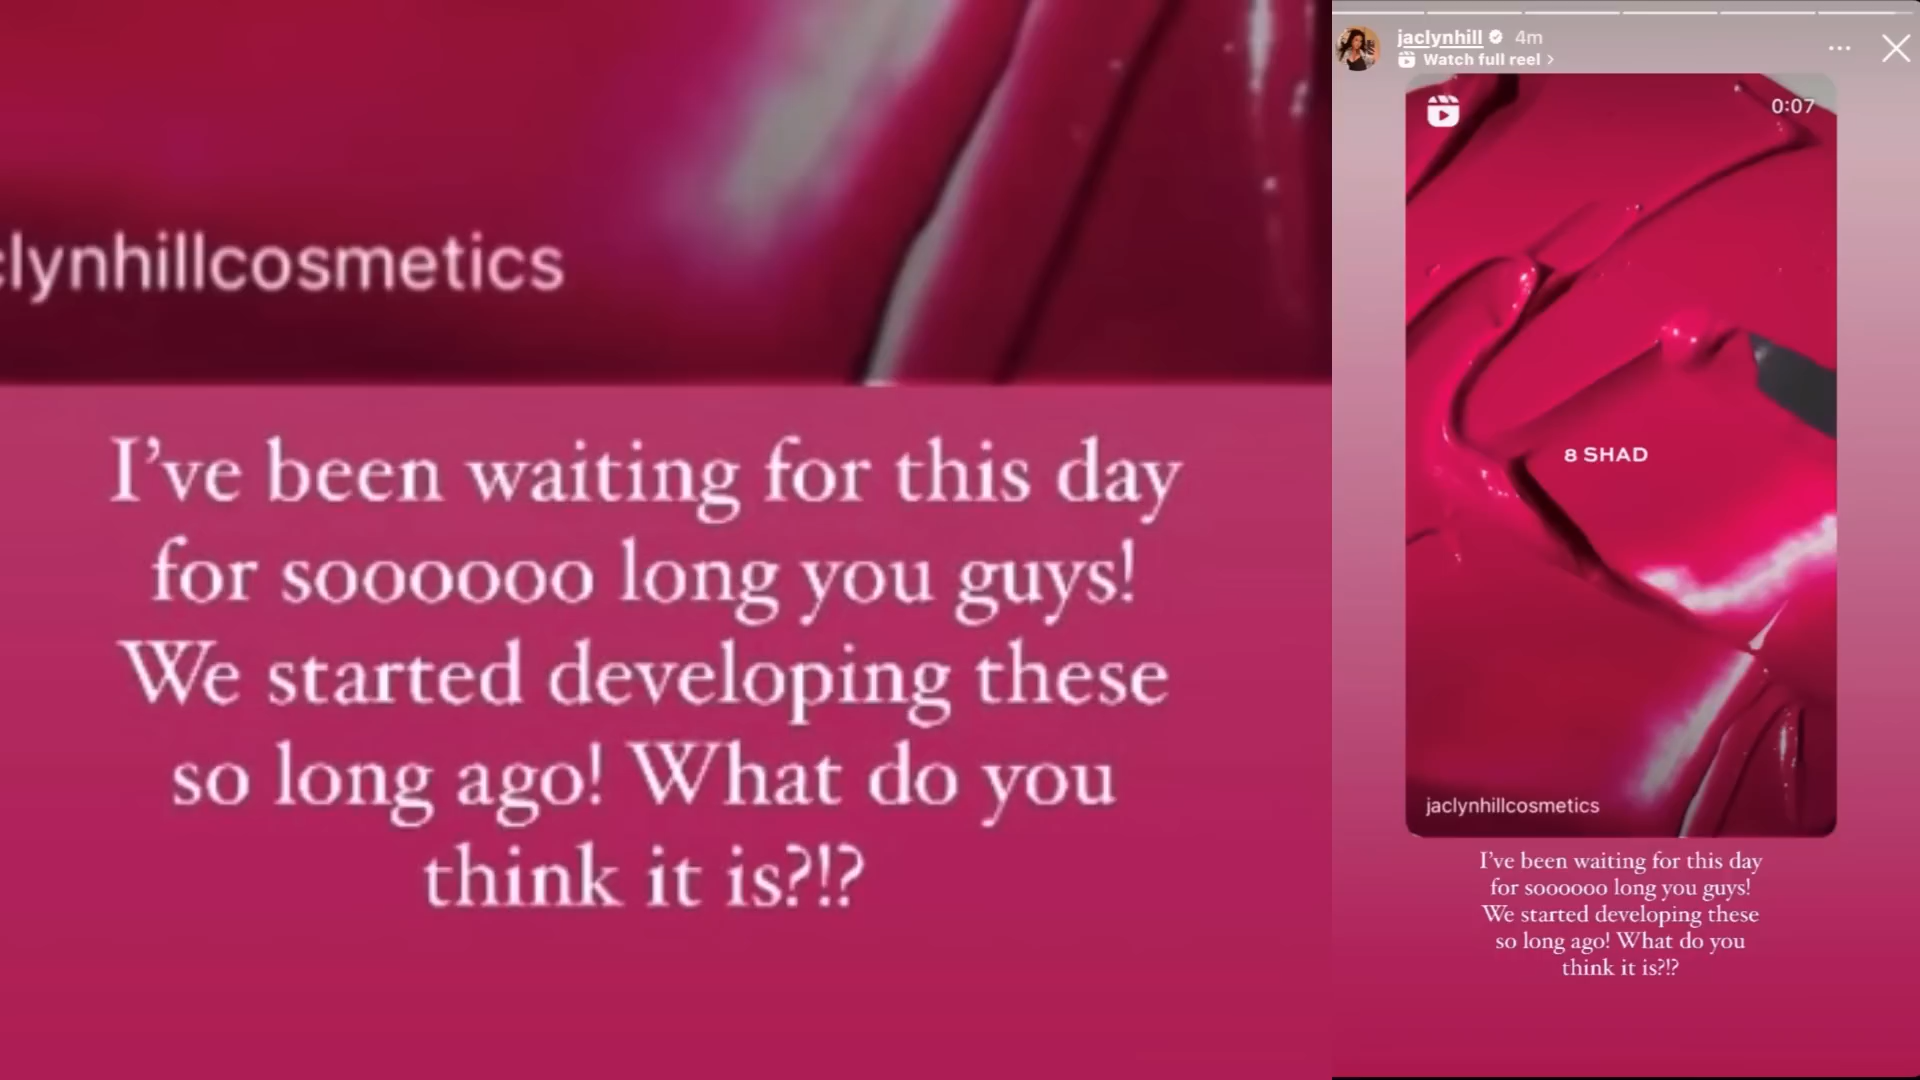 clynhillcosmetics
I've been waiting for this day
for soooooo long you guys!
We started developing these
so long ago! What do you
think it is?!?
jaclynhill 4m
Watch full reel >
0:07
8 SHAD
jaclynhillcosmetics
I've been waiting for this day
for soooooo long you guys!
We started developing these
so long ago! What do you
think it is?!?